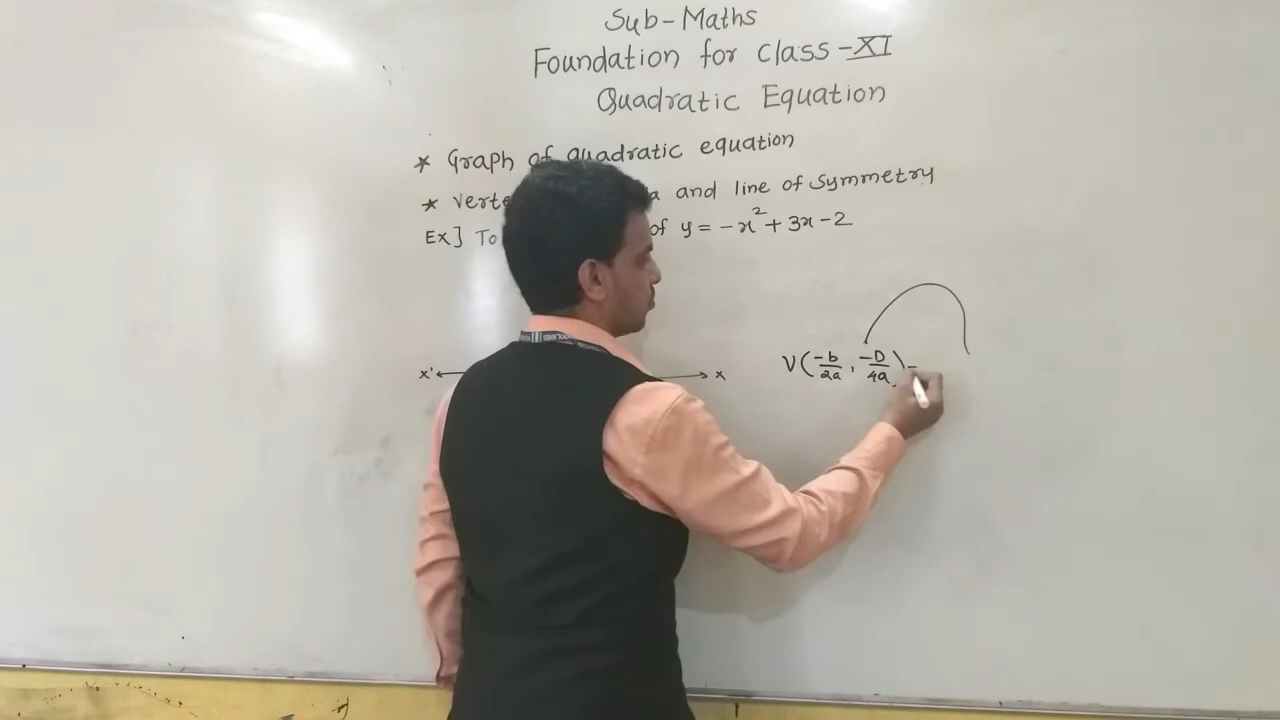 Sub-Maths
Foundation for class-XI
Quadratic Equation
* Graph of quadratic equation
* and line of symmetry
Ex] To of y = -x² + 3x - 2
x' x
V(-b/2a, -D/4a) =